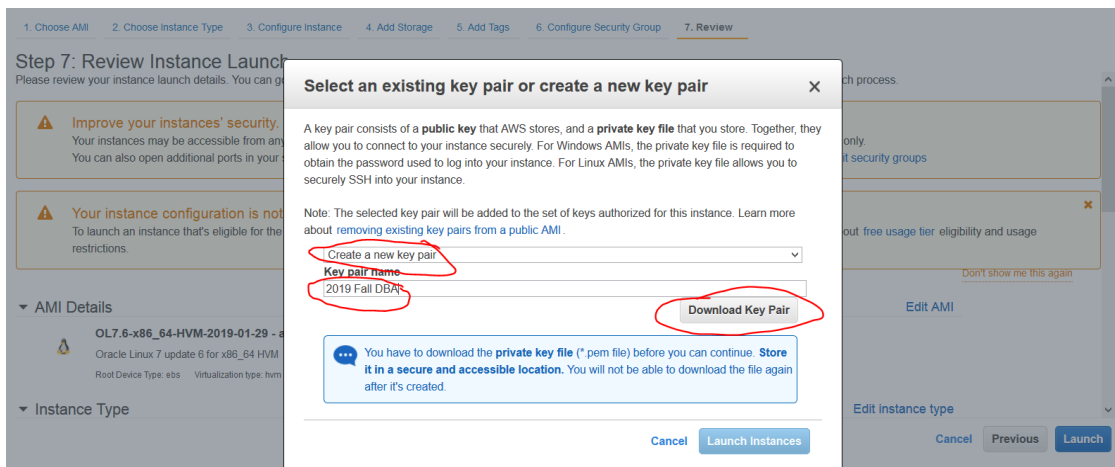 1. Choose AMI 2. Choose Instance Type 3. Configure Instance 4. Add Storage 5. Add Tags 6. Configure Security Group 7. Review
Step 7: Review Instance Launch
Please review your instance launch details. You can go
ch process.
Improve your instances' security.
Your instances may be accessible from any
only.
You can also open additional ports in your
it security groups
Your instance configuration is not
To launch an instance that's eligible for the
out free usage tier eligibility and usage
restrictions.
Don't show me this again
AMI Details
Edit AMI
OL7.6-x86_64-HVM-2019-01-29 - a
Oracle Linux 7 update 6 for x86_64 HVM
Root Device Type: ebs Virtualization type: hvm
Instance Type
Edit instance type
Cancel Previous Launch
Select an existing key pair or create a new key pair
A key pair consists of a public key that AWS stores, and a private key file that you store. Together, they
allow you to connect to your instance securely. For Windows AMIs, the private key file is required to
obtain the password used to log into your instance. For Linux AMIs, the private key file allows you to
securely SSH into your instance.
Note: The selected key pair will be added to the set of keys authorized for this instance. Learn more
about removing existing key pairs from a public AMI.
Create a new key pair
Key pair name
2019 Fall DBA
Download Key Pair
You have to download the private key file (*.pem file) before you can continue. Store
it in a secure and accessible location. You will not be able to download the file again
after it's created.
Cancel Launch Instances